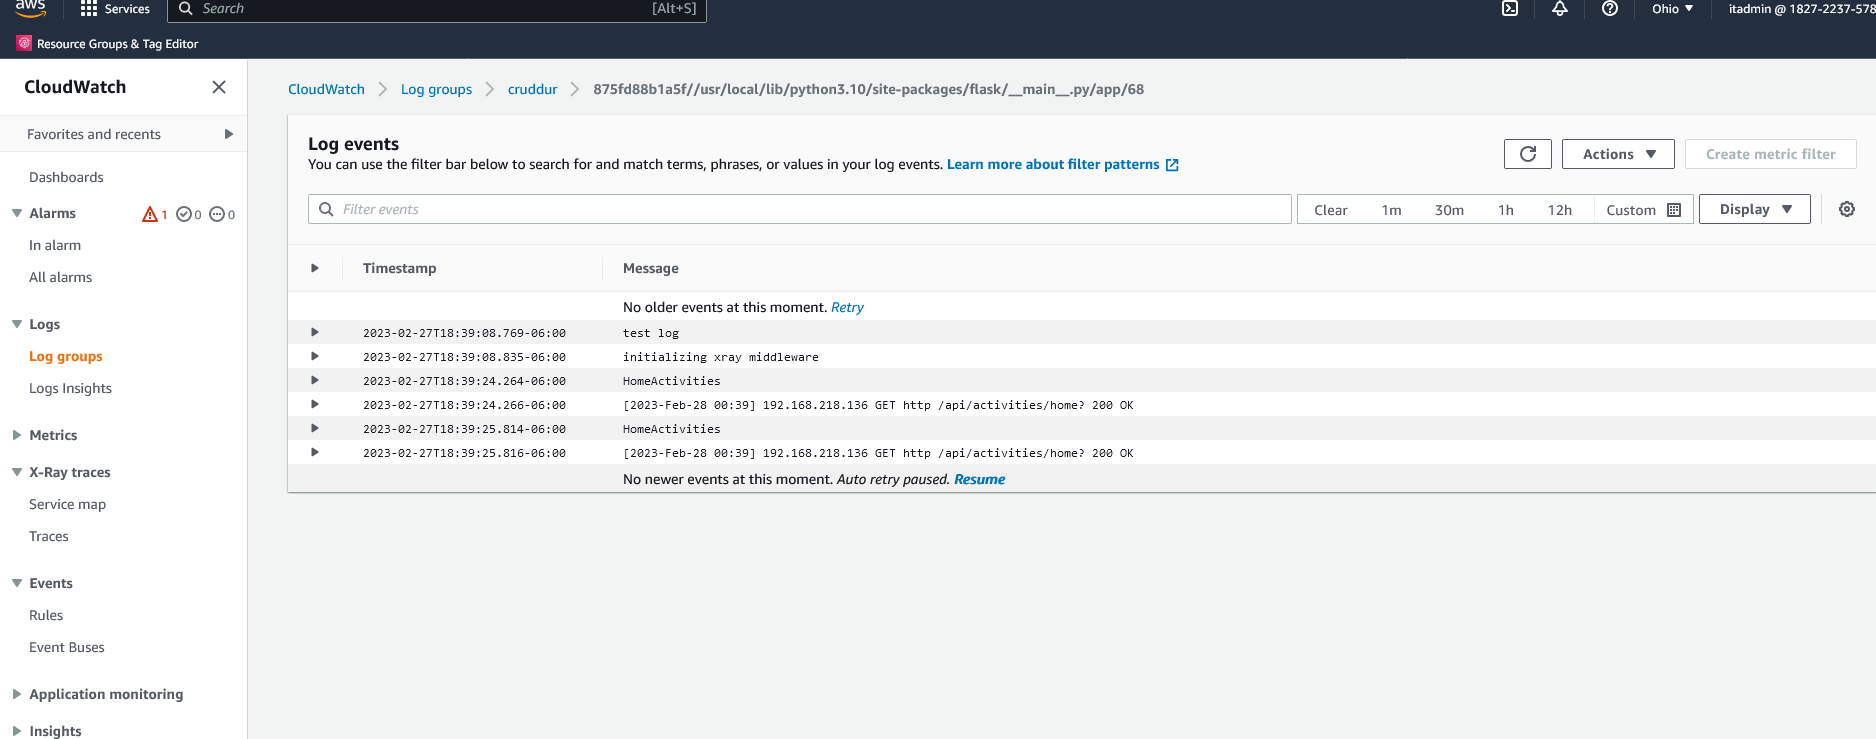 aws
Services
Search [Alt+S]
Ohio
itadmin @ 1827-2237-578
Resource Groups & Tag Editor
CloudWatch
Favorites and recents
Dashboards
Alarms 1 0 0
In alarm
All alarms
Logs
Log groups
Logs Insights
Metrics
X-Ray traces
Service map
Traces
Events
Rules
Event Buses
Application monitoring
Insights
CloudWatch Log groups cruddur 875fd88b1a5f//usr/local/lib/python3.10/site-packages/flask/__main__.py/app/68
Log events
You can use the filter bar below to search for and match terms, phrases, or values in your log events. Learn more about filter patterns
Actions
Create metric filter
Filter events
Clear 1m 30m 1h 12h Custom
Display
Timestamp Message
No older events at this moment. Retry
2023-02-27T18:39:08.769-06:00 test log
2023-02-27T18:39:08.835-06:00 initializing xray middleware
2023-02-27T18:39:24.264-06:00 HomeActivities
2023-02-27T18:39:24.266-06:00 [2023-Feb-28 00:39] 192.168.218.136 GET http /api/activities/home? 200 OK
2023-02-27T18:39:25.814-06:00 HomeActivities
2023-02-27T18:39:25.816-06:00 [2023-Feb-28 00:39] 192.168.218.136 GET http /api/activities/home? 200 OK
No newer events at this moment. Auto retry paused. Resume